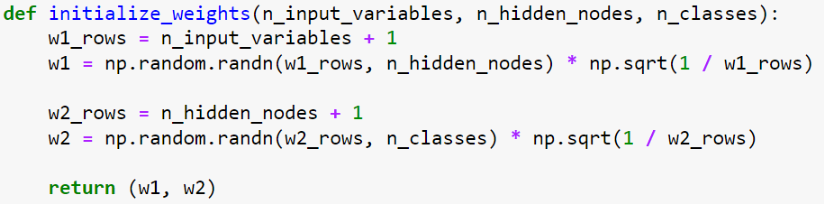 def initialize_weights(n_input_variables, n_hidden_nodes, n_classes):
    w1_rows = n_input_variables + 1
    w1 = np.random.randn(w1_rows, n_hidden_nodes) * np.sqrt(1 / w1_rows)
    w2_rows = n_hidden_nodes + 1
    w2 = np.random.randn(w2_rows, n_classes) * np.sqrt(1 / w2_rows)
    return (w1, w2)